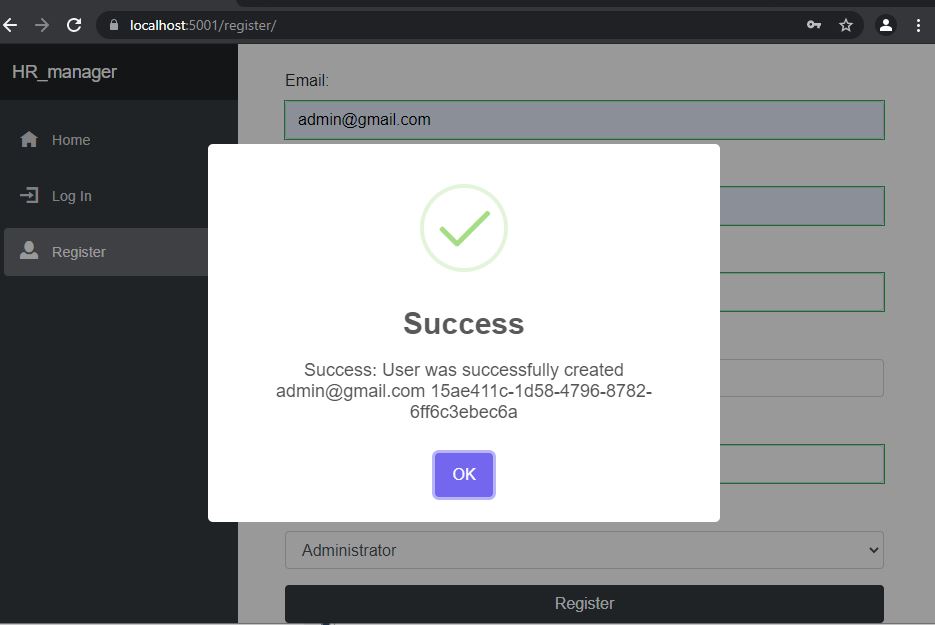 localhost:5001/register/
HR_manager
Home
Log In
Register
Email:
admin@gmail.com
Success
Success: User was successfully created
admin@gmail.com 15ae411c-1d58-4796-8782-
6ff6c3ebec6a
OK
Administrator
Register